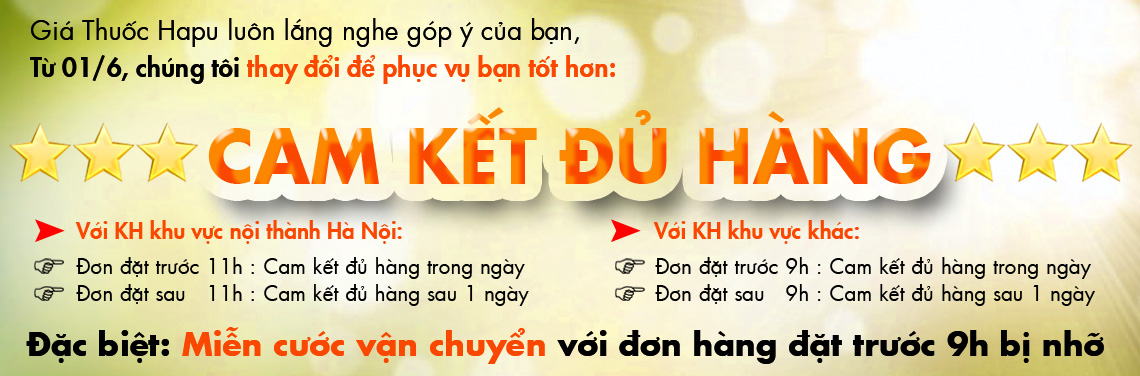 Giá Thuốc Hapu luôn lắng nghe góp ý của bạn,
Từ 01/6, chúng tôi thay đổi để phục vụ bạn tốt hơn:
CAM KẾT ĐỦ HÀNG
Với KH khu vực nội thành Hà Nội:
Đơn đặt trước 11h : Cam kết đủ hàng trong ngày
Đơn đặt sau 11h : Cam kết đủ hàng sau 1 ngày
Với KH khu vực khác:
Đơn đặt trước 9h : Cam kết đủ hàng trong ngày
Đơn đặt sau 9h : Cam kết đủ hàng sau 1 ngày
Đặc biệt: Miễn cước vận chuyển với đơn hàng đặt trước 9h bị nhỡ